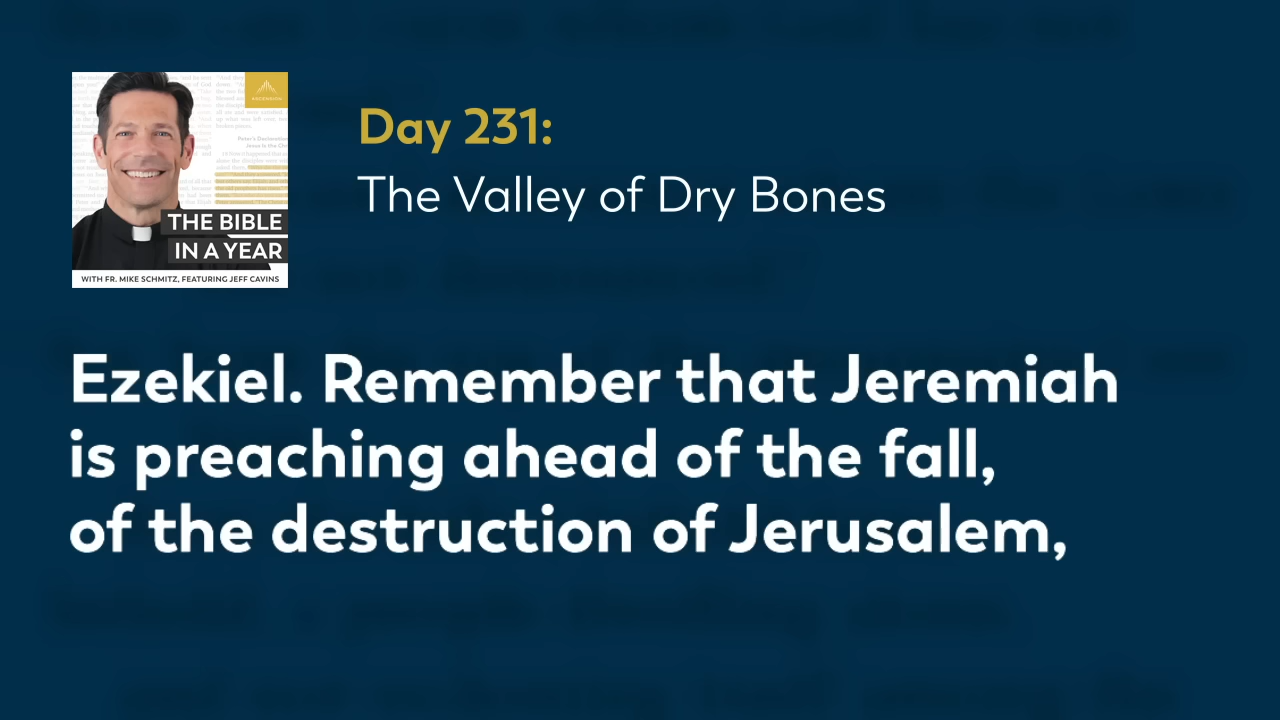 ASCENSION
THE BIBLE
IN A YEAR
WITH FR. MIKE SCHMITZ, FEATURING JEFF CAVINS
Day 231:
The Valley of Dry Bones
Ezekiel. Remember that Jeremiah
is preaching ahead of the fall,
of the destruction of Jerusalem,